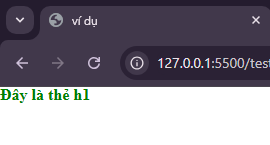 ví dụ
127.0.0.1:5500/test
Đây là thẻ h1